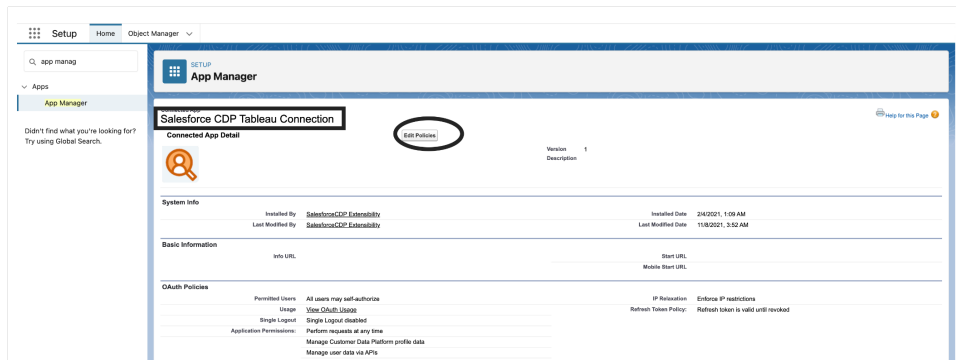 Setup
Home
Object Manager
app manag
Apps
App Manager
Didn't find what you're looking for?
Try using Global Search.
SETUP
App Manager
Connected App
Salesforce CDP Tableau Connection
Help for this Page
Connected App Detail
Edit Policies
Version 1
Description
System Info
Installed By SalesforceCDP Extensibility Installed Date 2/4/2021, 1:09 AM
Last Modified By SalesforceCDP Extensibility Last Modified Date 11/8/2021, 3:52 AM
Basic Information
Info URL Start URL
Mobile Start URL
OAuth Policies
Permitted Users All users may self-authorize IP Relaxation Enforce IP restrictions
Usage View OAuth Usage Refresh Token Policy: Refresh token is valid until revoked
Single Logout Single Logout disabled
Application Permissions: Perform requests at any time
Manage Customer Data Platform profile data
Manage user data via APIs